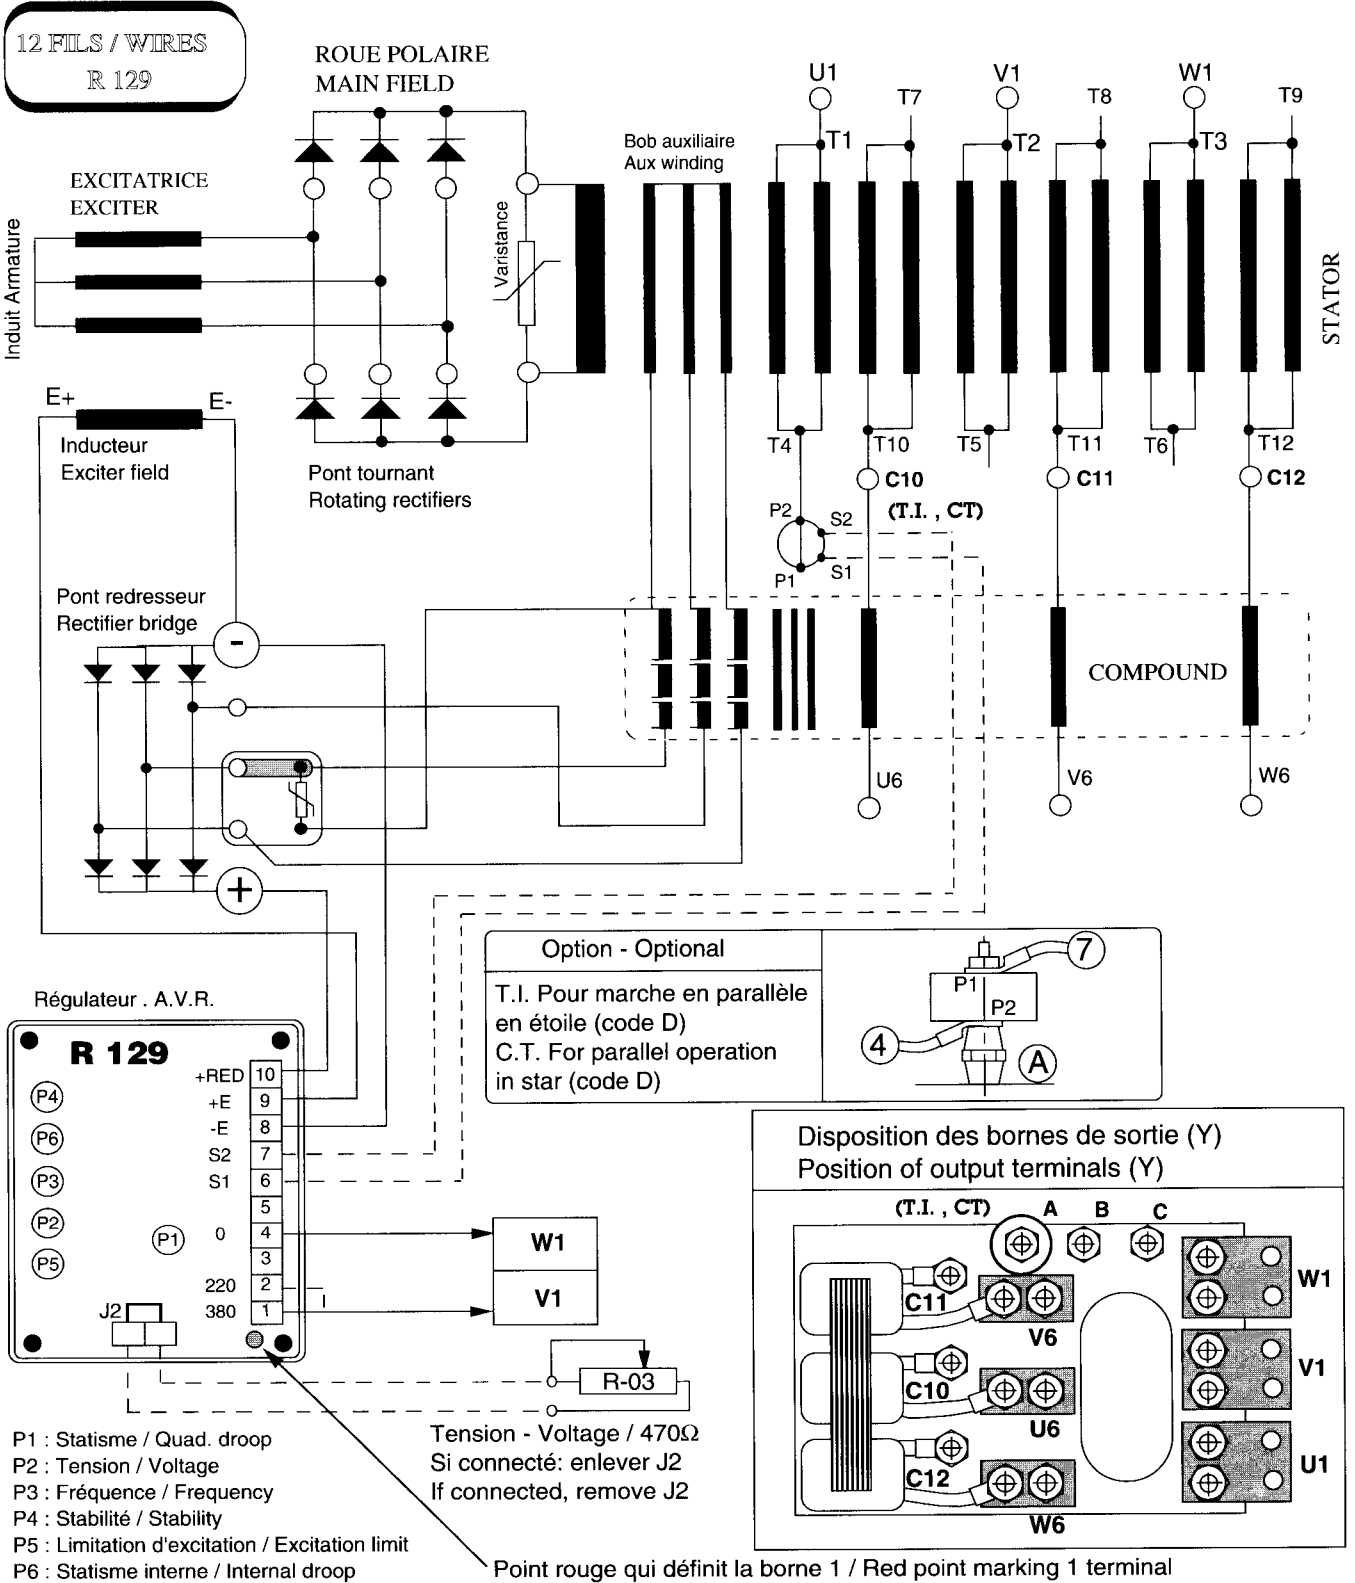 12 FILS / WIRES
R 129
ROUE POLAIRE
MAIN FIELD
EXCITATRICE
EXCITER
Induit Armature
Varistance
Bob auxiliaire
Aux winding
U1
V1
W1
T7
T8
T9
T1
T2
T3
STATOR
E+
E-
Inducteur
Exciter field
Pont tournant
Rotating rectifiers
T4
T10
T5
T11
T6
T12
C10
C11
C12
(T.I. , CT)
P2
S2
P1
S1
Pont redresseur
Rectifier bridge
-
COMPOUND
U6
V6
W6
+
Option - Optional
T.I. Pour marche en parallèle
en étoile (code D)
C.T. For parallel operation
in star (code D)
7
P1
P2
4
A
Régulateur . A.V.R.
R 129
P4
P6
P3
P2
P5
P1
+RED 10
+E 9
-E 8
S2 7
S1 6
5
0 4
3
220 2
380 1
J2
W1
V1
R-03
Tension - Voltage / 470Ω
Si connecté: enlever J2
If connected, remove J2
Disposition des bornes de sortie (Y)
Position of output terminals (Y)
(T.I. , CT)
A
B
C
C11
V6
W1
C10
U6
V1
C12
W6
U1
P1 : Statisme / Quad. droop
P2 : Tension / Voltage
P3 : Fréquence / Frequency
P4 : Stabilité / Stability
P5 : Limitation d'excitation / Excitation limit
P6 : Statisme interne / Internal droop
Point rouge qui définit la borne 1 / Red point marking 1 terminal